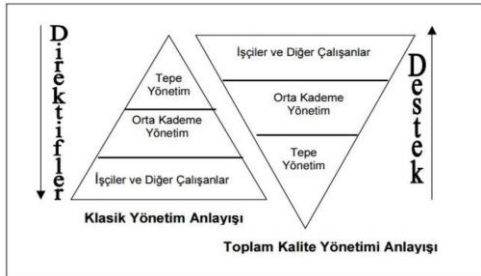 Direktifler
Tepe
Yönetim
Orta Kademe
Yönetim
İşçiler ve Diğer Çalışanlar
Klasik Yönetim Anlayışı
İşçiler ve Diğer Çalışanlar
Orta Kademe
Yönetim
Tepe
Yönetim
Toplam Kalite Yönetimi Anlayışı
Destek